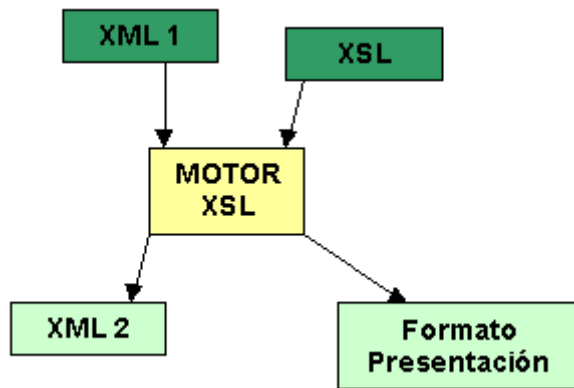 XML 1
XSL
MOTOR
XSL
XML 2
Formato
Presentación